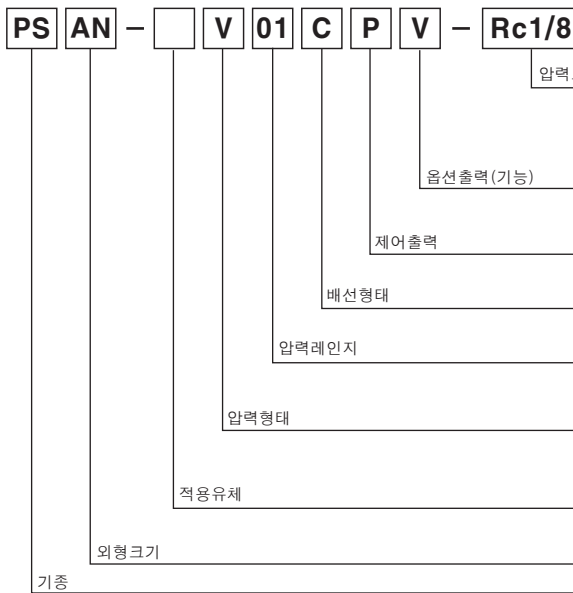 PS AN – V 01 C P V – Rc1/8
압력
옵션출력(기능)
제어출력
배선형태
압력레인지
압력형태
적용유체
외형크기
기종